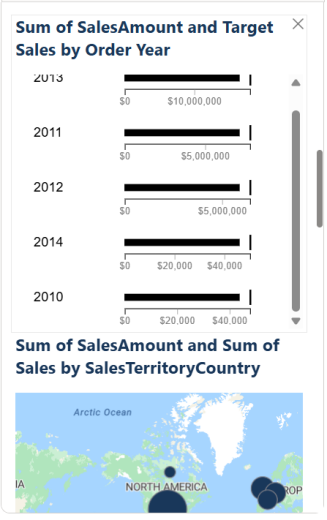 Sum of SalesAmount and Target
Sales by Order Year
2013
$0 $10,000,000
2011
$0 $5,000,000
2012
$0 $5,000,000
2014
$0 $20,000 $40,000
2010
$0 $20,000 $40,000
Sum of SalesAmount and Sum of
Sales by SalesTerritoryCountry
Arctic Ocean
IA
NORTH AMERICA
ROP